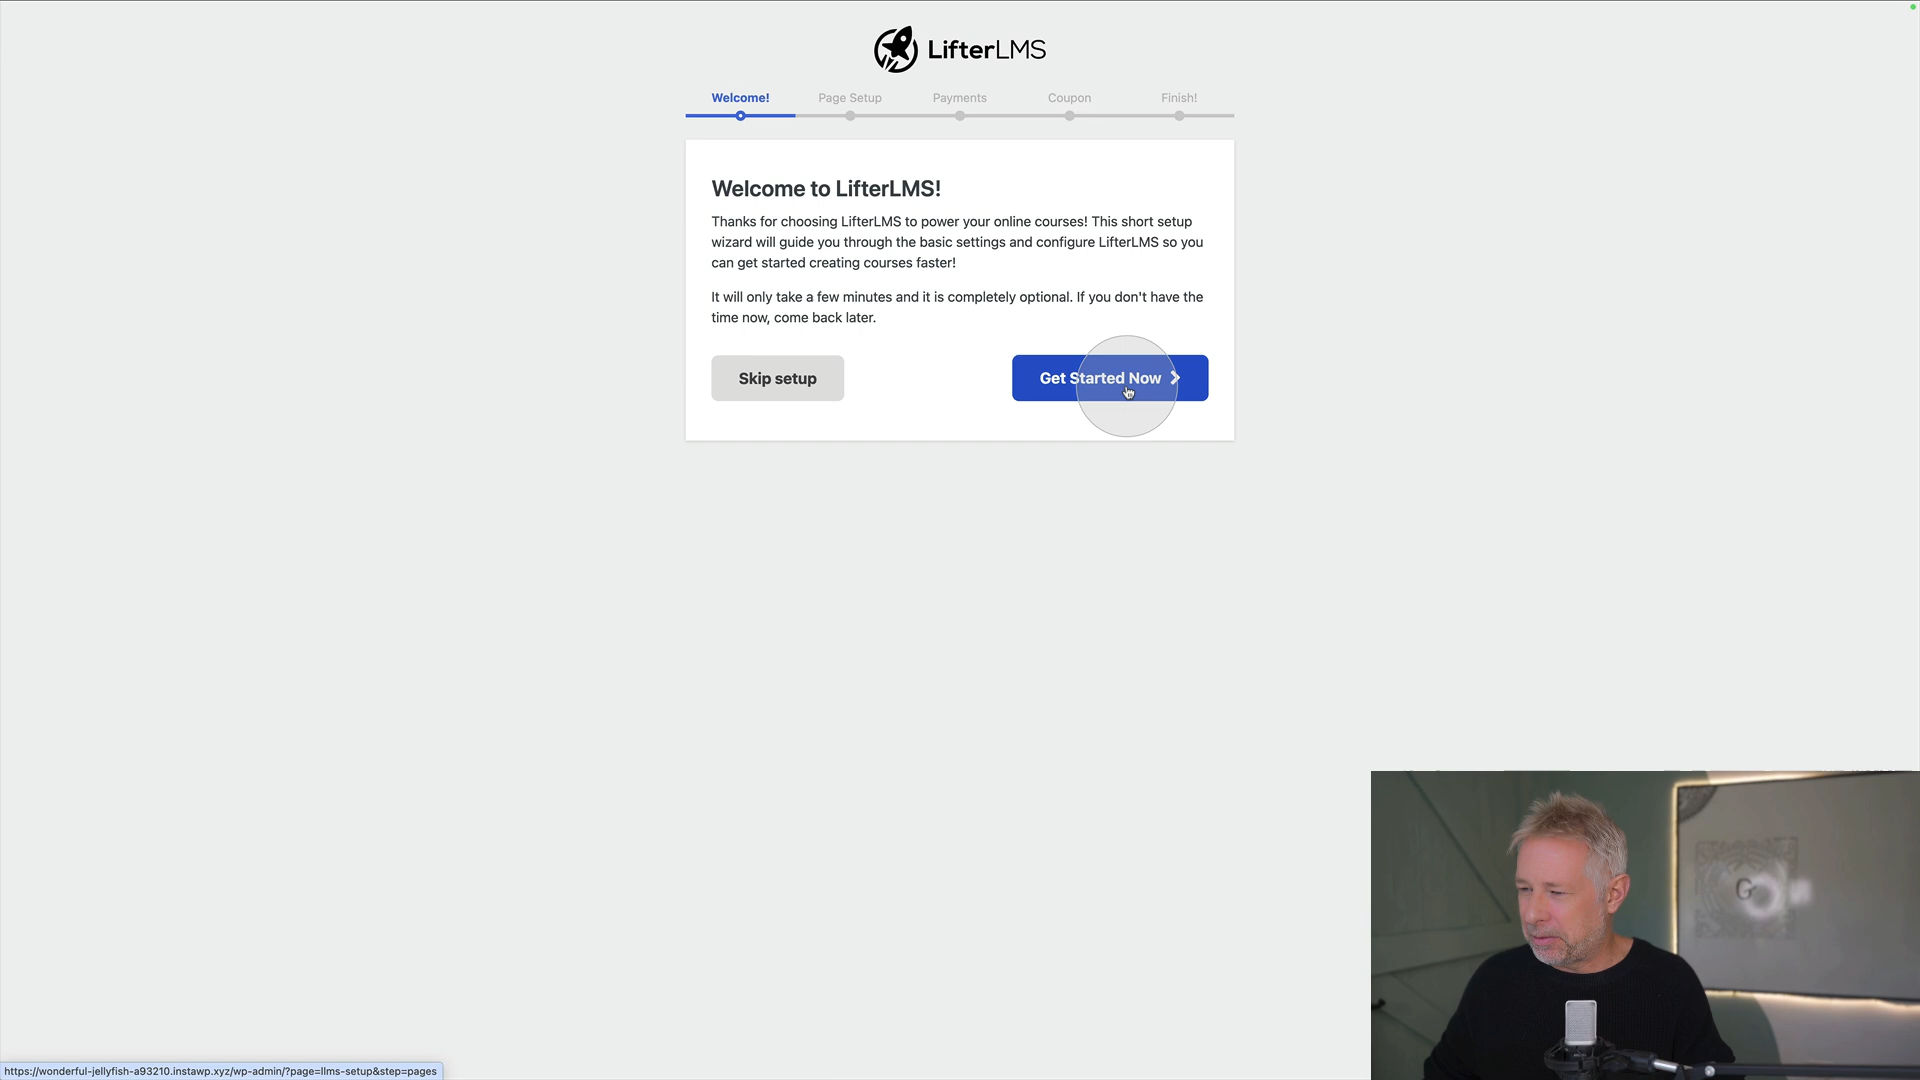 LifterLMS
Welcome!
Page Setup
Payments
Coupon
Finish!
Welcome to LifterLMS!
Thanks for choosing LifterLMS to power your online courses! This short setup
wizard will guide you through the basic settings and configure LifterLMS so you
can get started creating courses faster!
It will only take a few minutes and it is completely optional. If you don't have the
time now, come back later.
Skip setup
Get Started Now
https://wonderful-jellyfish-a93210.instawp.xyz/wp-admin/?page=llms-setup&step=pages